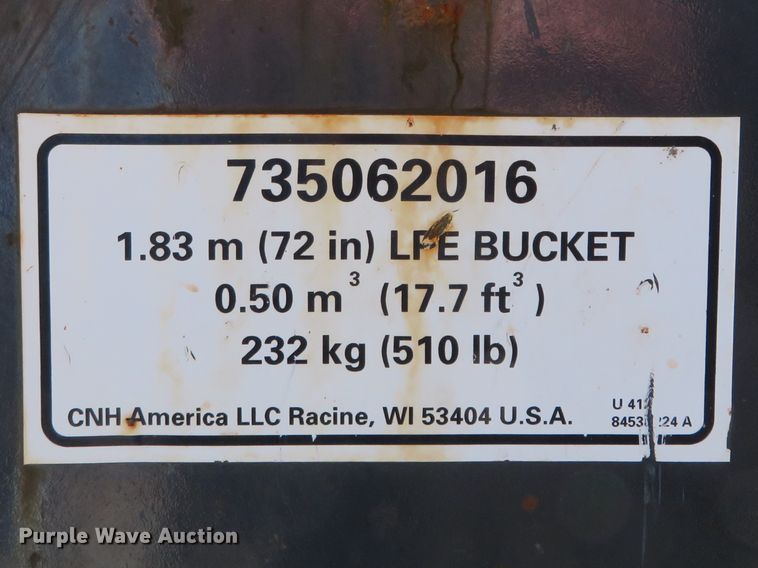 735062016
1.83 m (72 in) LFE BUCKET
0.50 m³ (17.7 ft³)
232 kg (510 lb)
CNH America LLC Racine, WI 53404 U.S.A.
U
A
Purple Wave Auction